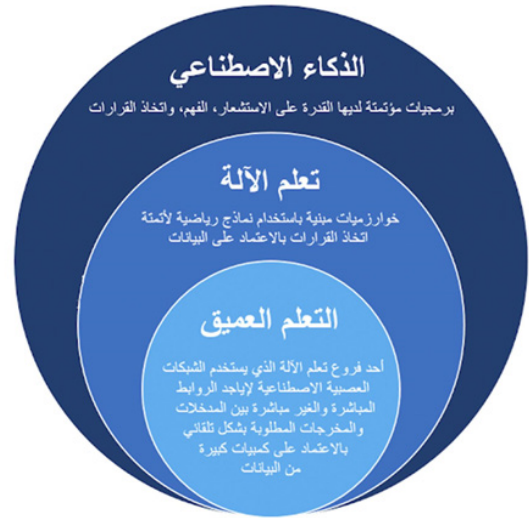 الذكاء الاصطناعي
برمجيات مؤتمتة لديها القدرة على الاستشعار، الفهم، واتخاذ القرارات
تعلم الآلة
خوارزميات مبنية باستخدام نماذج رياضية لأتمتة
اتخاذ القرارات بالاعتماد على البيانات
التعلم العميق
أحد فروع تعلم الآلة الذي يستخدم الشبكات
العصبية الاصطناعية لإياجد الروابط
المباشرة والغير مباشرة بين المدخلات
والمخرجات المطلوبة بشكل تلقائي
بالاعتماد على كمبيات كبيرة
من البيانات